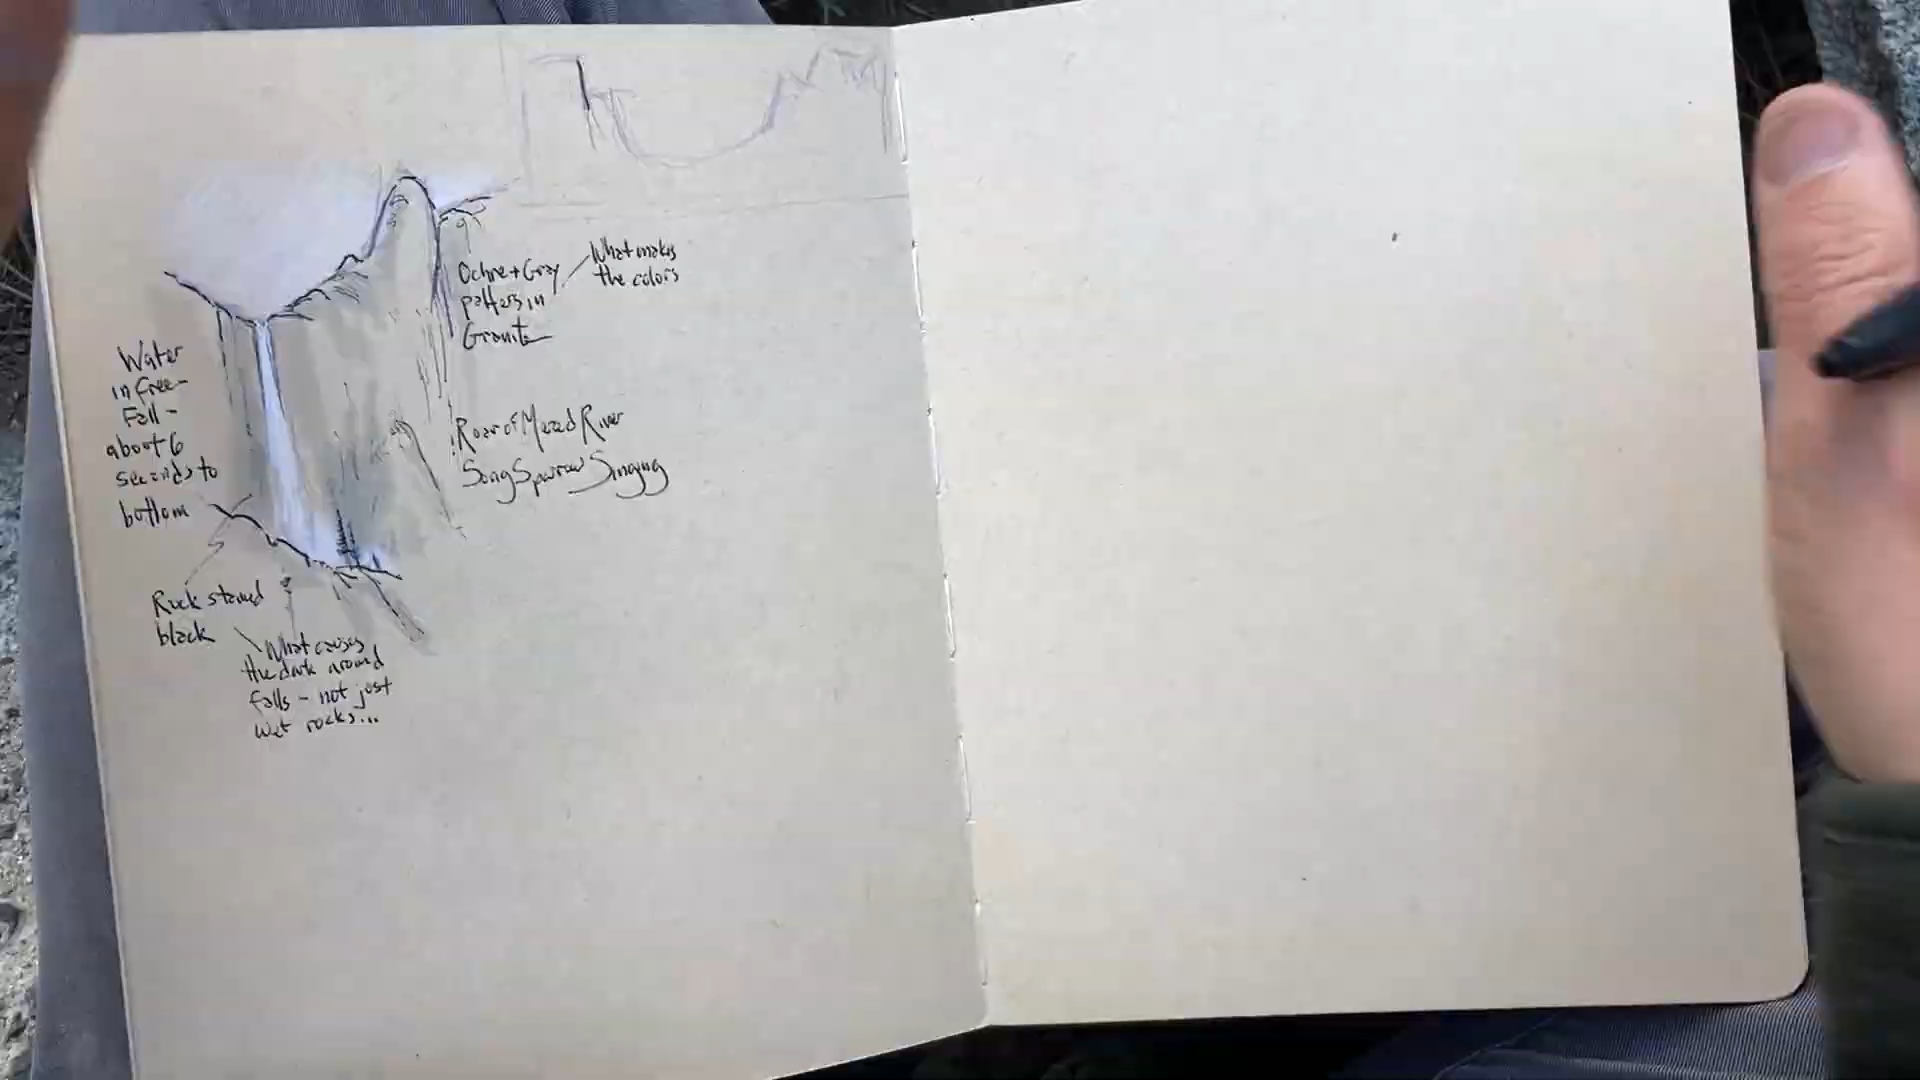 Ochre + Gray
patters in
Granite
What makes
the colors
Water
in free-
Fall -
about 6
seconds to
bottom
Roar of Merced River
Song Sparrow Singing
Rock stained
black
What causes
the dark around
falls - not just
wet rocks...